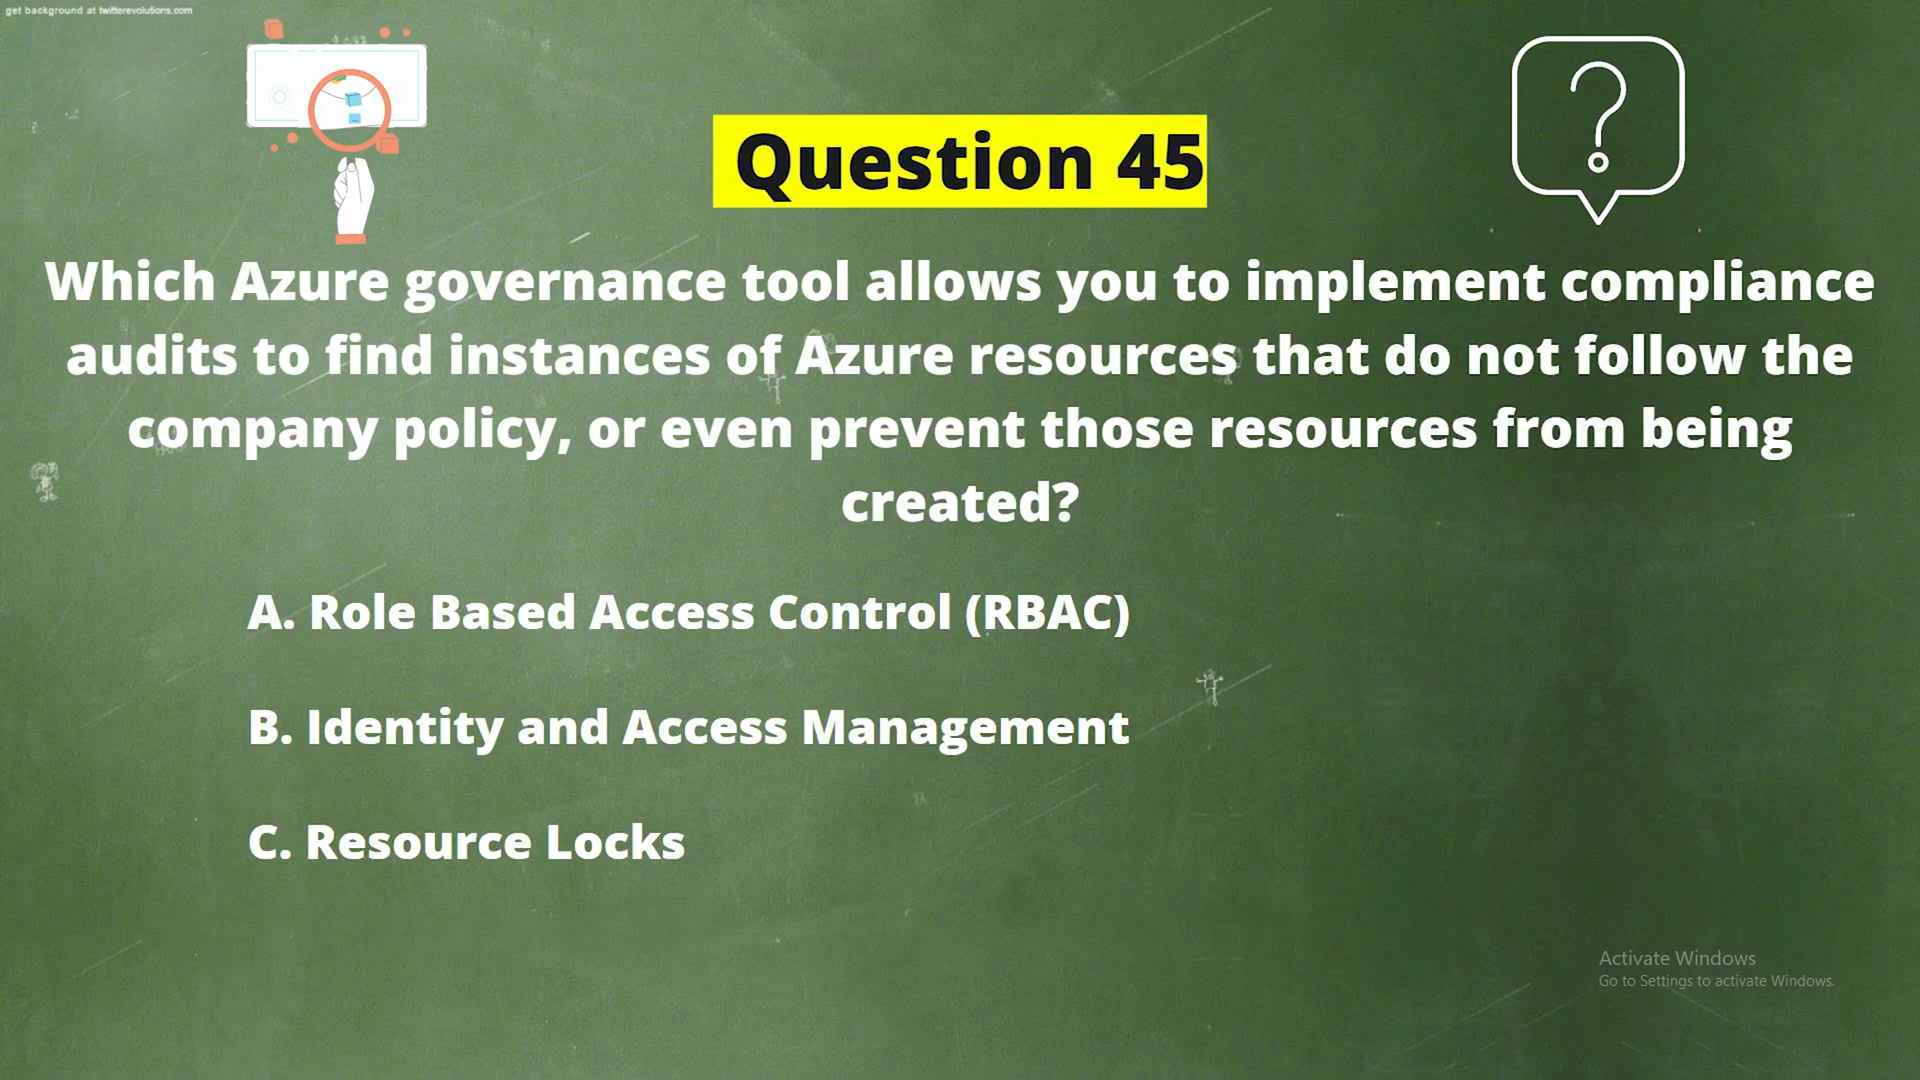 get background at twitterevolutions.com
Question 45
Which Azure governance tool allows you to implement compliance
audits to find instances of Azure resources that do not follow the
company policy, or even prevent those resources from being
created?
A. Role Based Access Control (RBAC)
B. Identity and Access Management
C. Resource Locks
Activate Windows
Go to Settings to activate Windows.